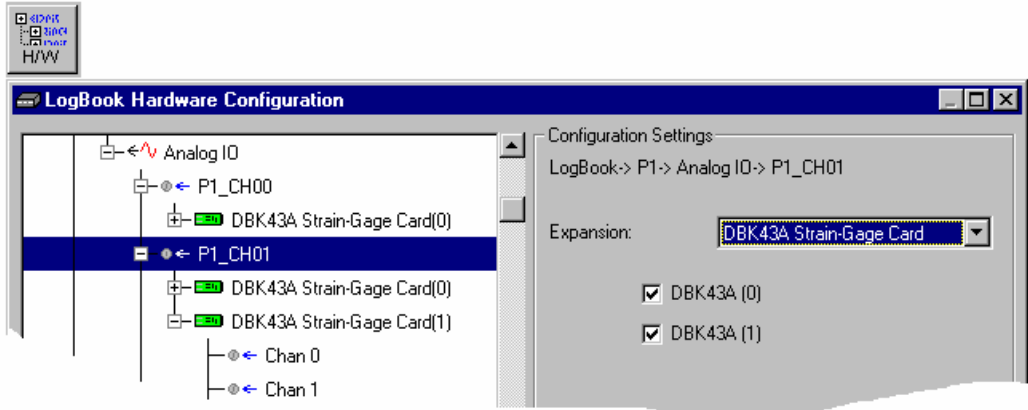 H/W
LogBook Hardware Configuration
Analog IO
P1_CH00
DBK43A Strain-Gage Card(0)
P1_CH01
DBK43A Strain-Gage Card(0)
DBK43A Strain-Gage Card(1)
Chan 0
Chan 1
Configuration Settings
LogBook-> P1-> Analog IO-> P1_CH01
Expansion: DBK43A Strain-Gage Card
DBK43A (0)
DBK43A (1)